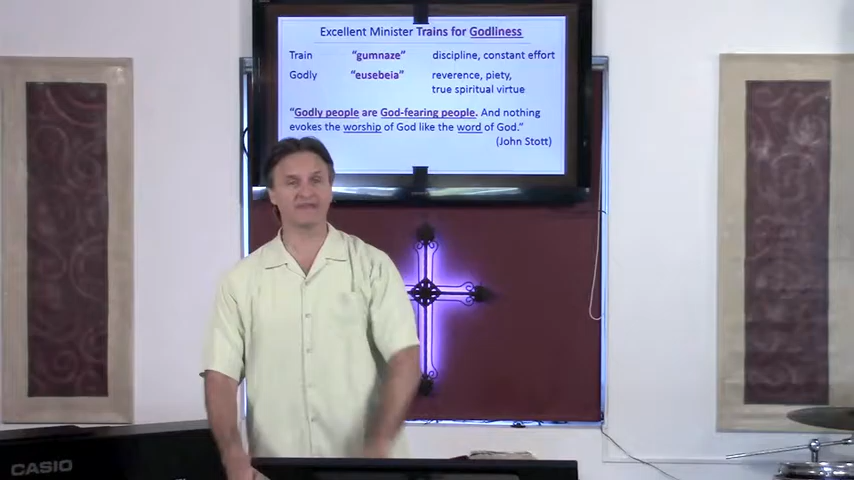 Excellent Minister Trains for Godliness
Train "gumnaze" discipline, constant effort
Godly "eusebeia" reverence, piety,
true spiritual virtue
"Godly people are God-fearing people. And nothing
evokes the worship of God like the word of God."
(John Stott)
CASIO